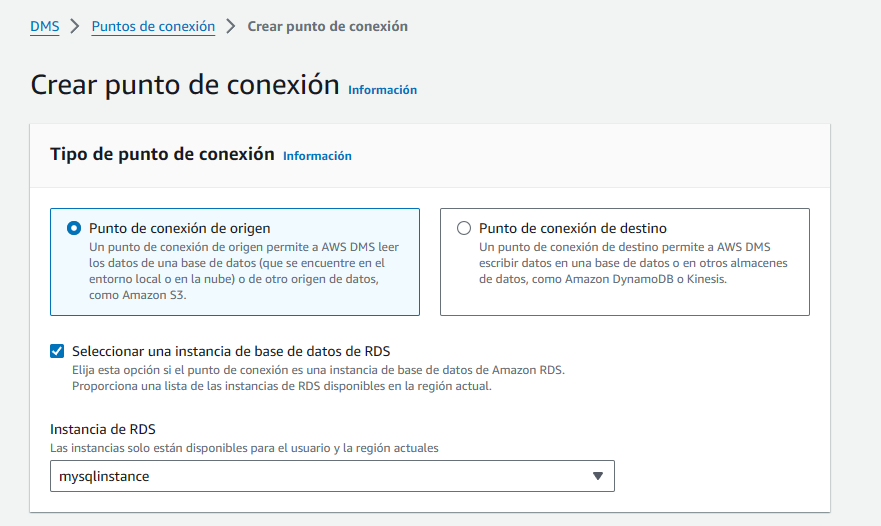 DMS > Puntos de conexión > Crear punto de conexión
Crear punto de conexión Información
Tipo de punto de conexión Información
Punto de conexión de origen
Un punto de conexión de origen permite a AWS DMS leer
los datos de una base de datos (que se encuentre en el
entorno local o en la nube) o de otro origen de datos,
como Amazon S3.
Punto de conexión de destino
Un punto de conexión de destino permite a AWS DMS
escribir datos en una base de datos o en otros almacenes
de datos, como Amazon DynamoDB o Kinesis.
Seleccionar una instancia de base de datos de RDS
Elija esta opción si el punto de conexión es una instancia de base de datos de Amazon RDS.
Proporciona una lista de las instancias de RDS disponibles en la región actual.
Instancia de RDS
Las instancias solo están disponibles para el usuario y la región actuales
mysqlinstance